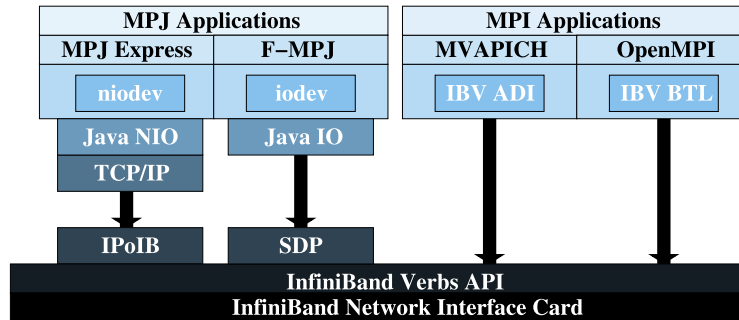 MPJ Applications
MPI Applications
MPJ Express
F–MPJ
MVAPICH
OpenMPI
niodev
iodev
IBV ADI
IBV BTL
Java NIO
Java IO
TCP/IP
IPoIB
SDP
InfiniBand Verbs API
InfiniBand Network Interface Card